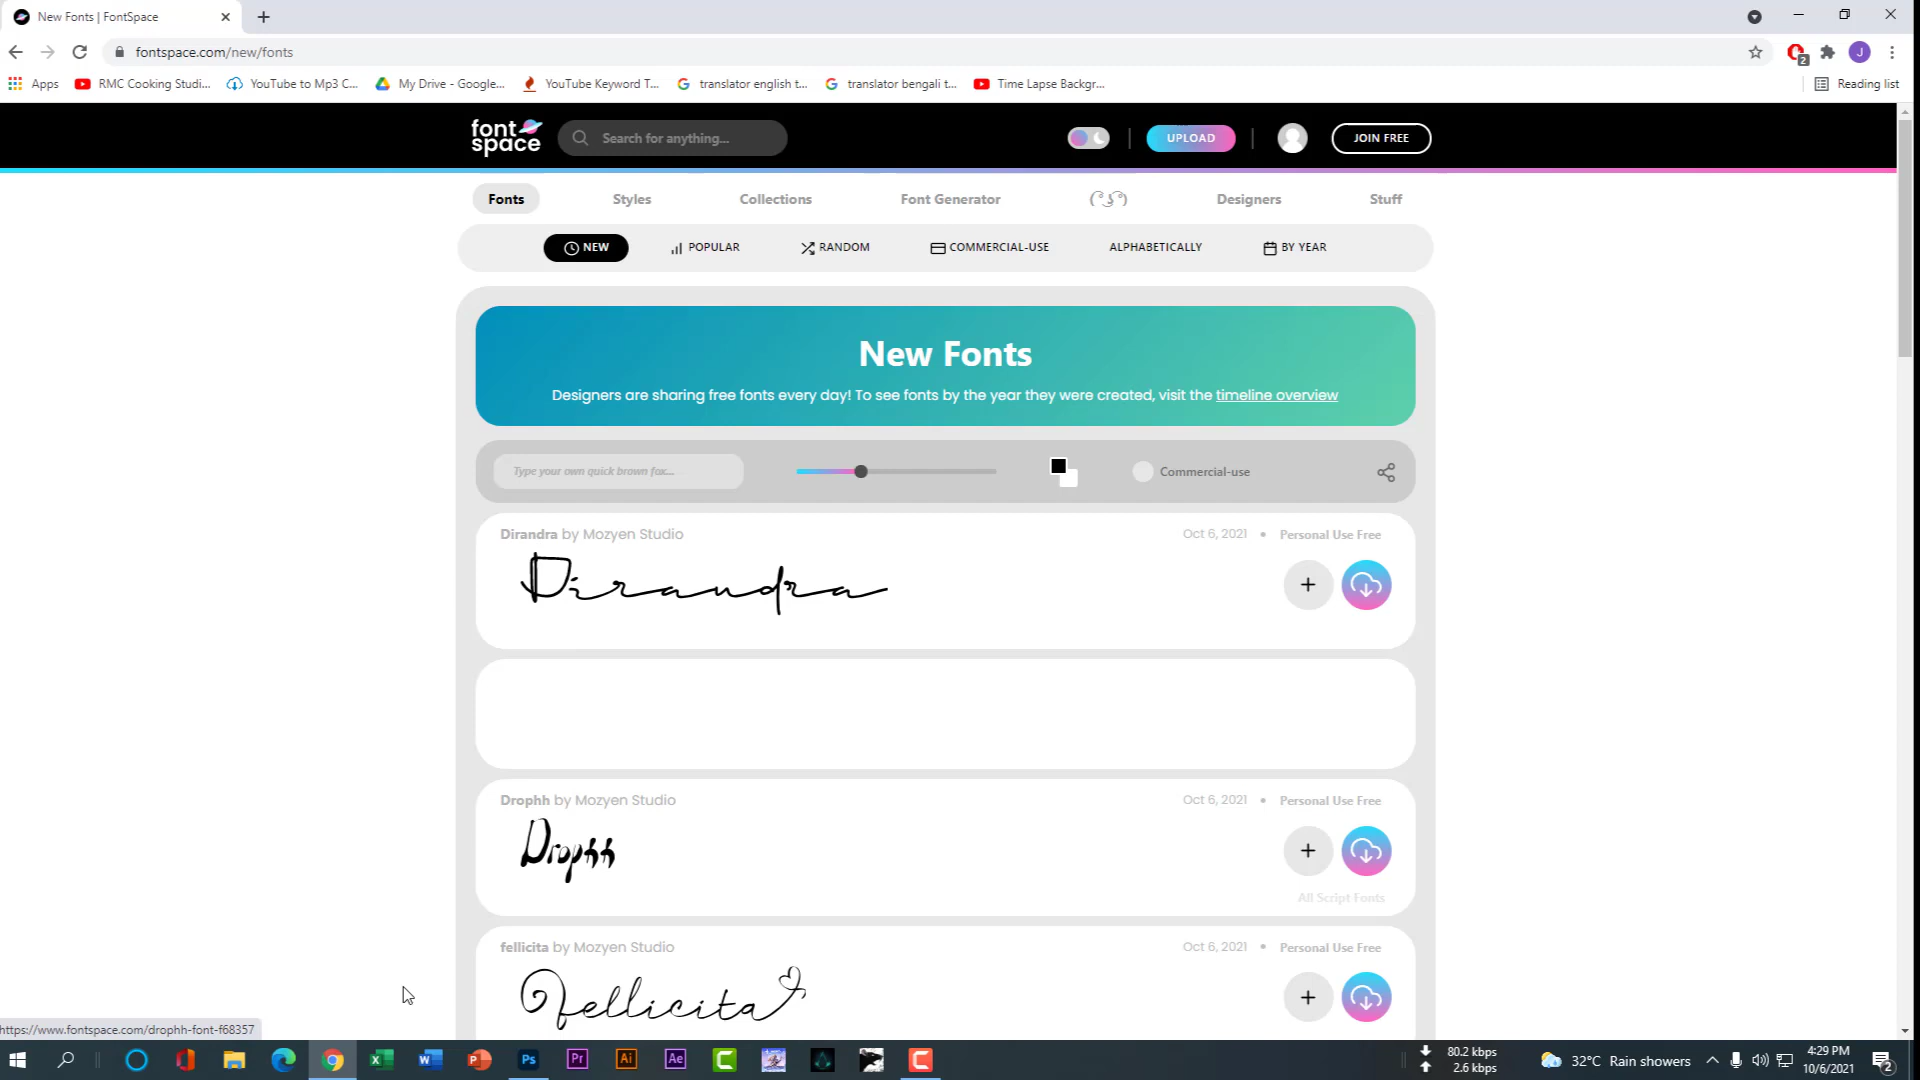 New Fonts | FontSpace
fontspace.com/new/fonts
2
J
Apps
RMC Cooking Studi...
YouTube to Mp3 C...
My Drive - Google...
YouTube Keyword T...
translator english t...
translator bengali t...
Time Lapse Backgr...
Reading list
font space
Search for anything...
UPLOAD
JOIN FREE
Fonts
Styles
Collections
Font Generator
( ͡° ͜ʖ ͡°)
Designers
Stuff
NEW
POPULAR
RANDOM
COMMERCIAL-USE
ALPHABETICALLY
BY YEAR
New Fonts
Designers are sharing free fonts every day! To see fonts by the year they were created, visit the timeline overview
Type your own quick brown fox...
Commercial-use
Dirandra by Mozyen Studio
Oct 6, 2021 • Personal Use Free
Dirandra
Drophh by Mozyen Studio
Oct 6, 2021 • Personal Use Free
Drophh
All Script Fonts
fellicita by Mozyen Studio
Oct 6, 2021 • Personal Use Free
fellicita
https://www.fontspace.com/drophh-font-f68357
Ps
Pr
Ai
Ae
80.2 kbps
2.6 kbps
32°C Rain showers
4:29 PM
10/6/2021
2